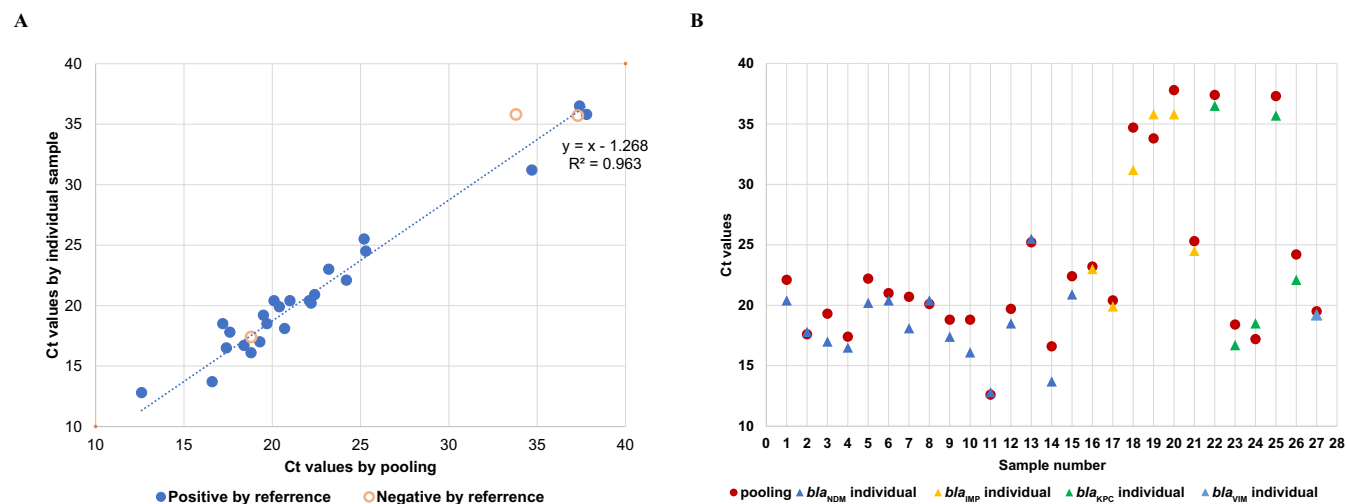 A
B
40
35
30
25
20
15
10
10
15
20
25
30
35
40
Ct values by individual sample
Ct values by pooling
y = x - 1.268
R² = 0.963
Positive by referrence
Negative by referrence
40
35
30
25
20
15
10
0 1 2 3 4 5 6 7 8 9 10 11 12 13 14 15 16 17 18 19 20 21 22 23 24 25 26 27 28
Ct values
Sample number
pooling blaNDM individual blaIMP individual blaKPC individual blaVIM individual